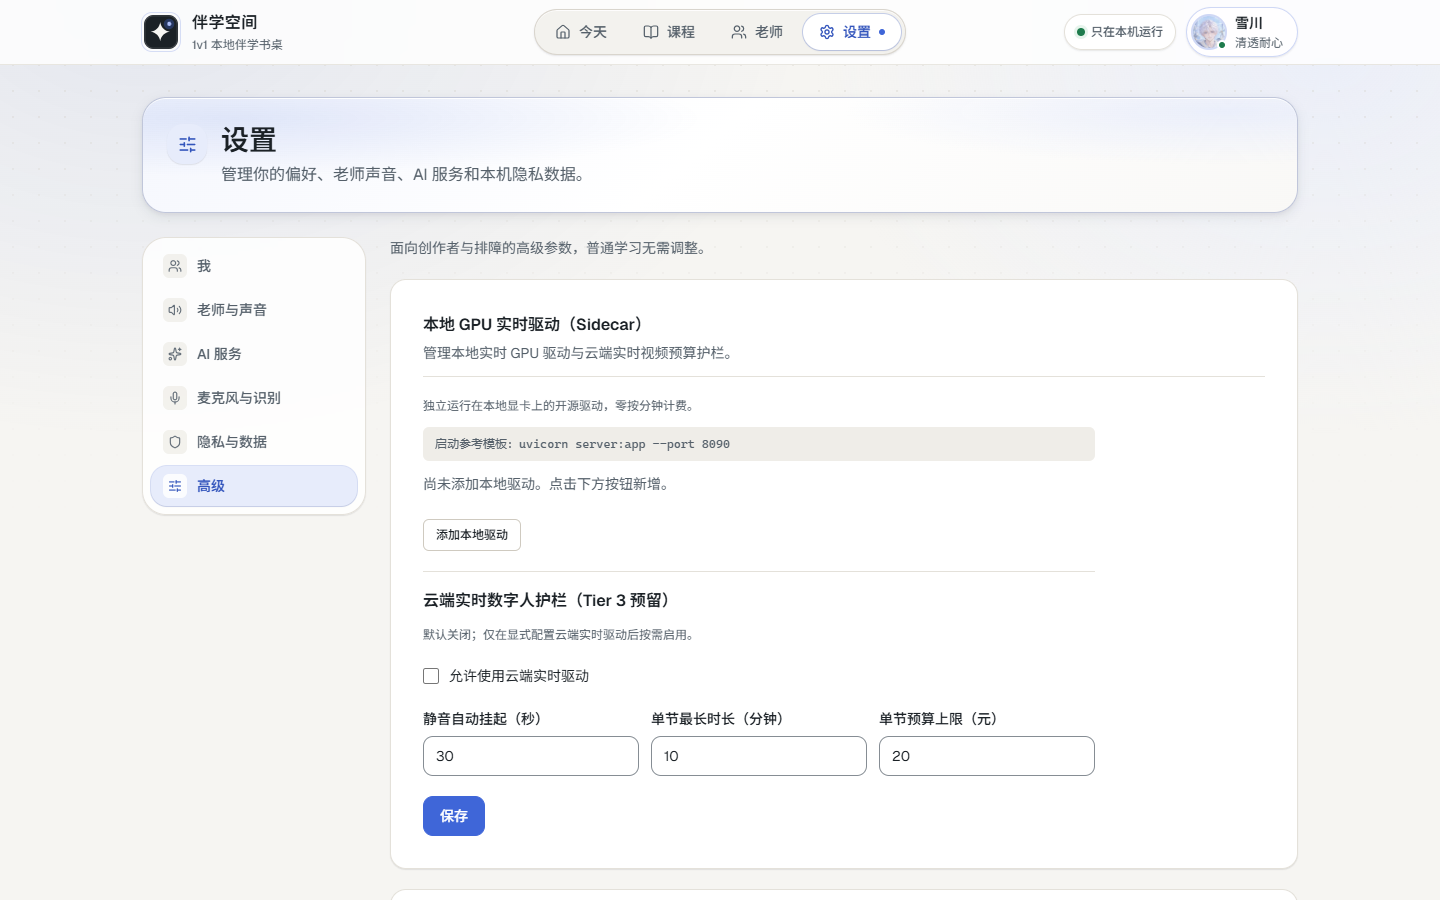 伴学空间
1v1 本地伴学书桌
今天
课程
老师
设置
只在本机运行
雪川
清透耐心
设置
管理你的偏好、老师声音、AI 服务和本机隐私数据。
我
老师与声音
AI 服务
麦克风与识别
隐私与数据
高级
面向创作者与排障的高级参数，普通学习无需调整。
本地 GPU 实时驱动（Sidecar）
管理本地实时 GPU 驱动与云端实时视频预算护栏。
独立运行在本地显卡上的开源驱动，零按分钟计费。
启动参考模板: uvicorn server:app --port 8090
尚未添加本地驱动。点击下方按钮新增。
添加本地驱动
云端实时数字人护栏（Tier 3 预留）
默认关闭；仅在显式配置云端实时驱动后按需启用。
允许使用云端实时驱动
静音自动挂起（秒）
单节最长时长（分钟）
单节预算上限（元）
30
10
20
保存